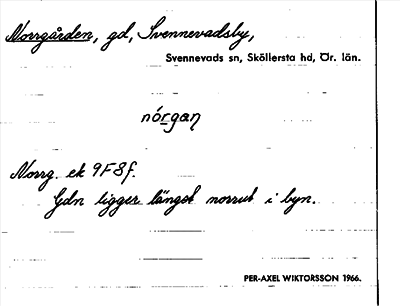 Norrgården, gd, Svennevadsby,
Svennevads sn, Sköllersta hd, Ör. län.
nórgan
Norrg. ek 9F8f.
Gdn ligger längst norrut i byn.
PER-AXEL WIKTORSSON 1966.